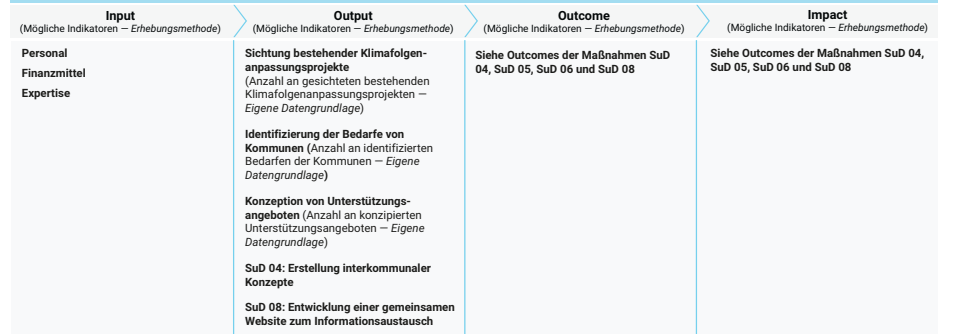 Input
(Mögliche Indikatoren – Erhebungsmethode)
Personal
Finanzmittel
Expertise
Output
(Mögliche Indikatoren – Erhebungsmethode)
Sichtung bestehender Klimafolgen-
anpassungsprojekte
(Anzahl an gesichteten bestehenden
Klimafolgenanpassungsprojekten –
Eigene Datengrundlage)
Identifizierung der Bedarfe von
Kommunen (Anzahl an identifizierten
Bedarfen der Kommunen – Eigene
Datengrundlage)
Konzeption von Unterstützungs-
angeboten (Anzahl an konzipierten
Unterstützungsangeboten – Eigene
Datengrundlage)
SuD 04: Erstellung interkommunaler
Konzepte
SuD 08: Entwicklung einer gemeinsamen
Website zum Informationsaustausch
Outcome
(Mögliche Indikatoren – Erhebungsmethode)
Siehe Outcomes der Maßnahmen SuD
04, SuD 05, SuD 06 und SuD 08
Impact
(Mögliche Indikatoren – Erhebungsmethode)
Siehe Outcomes der Maßnahmen SuD 04,
SuD 05, SuD 06 und SuD 08